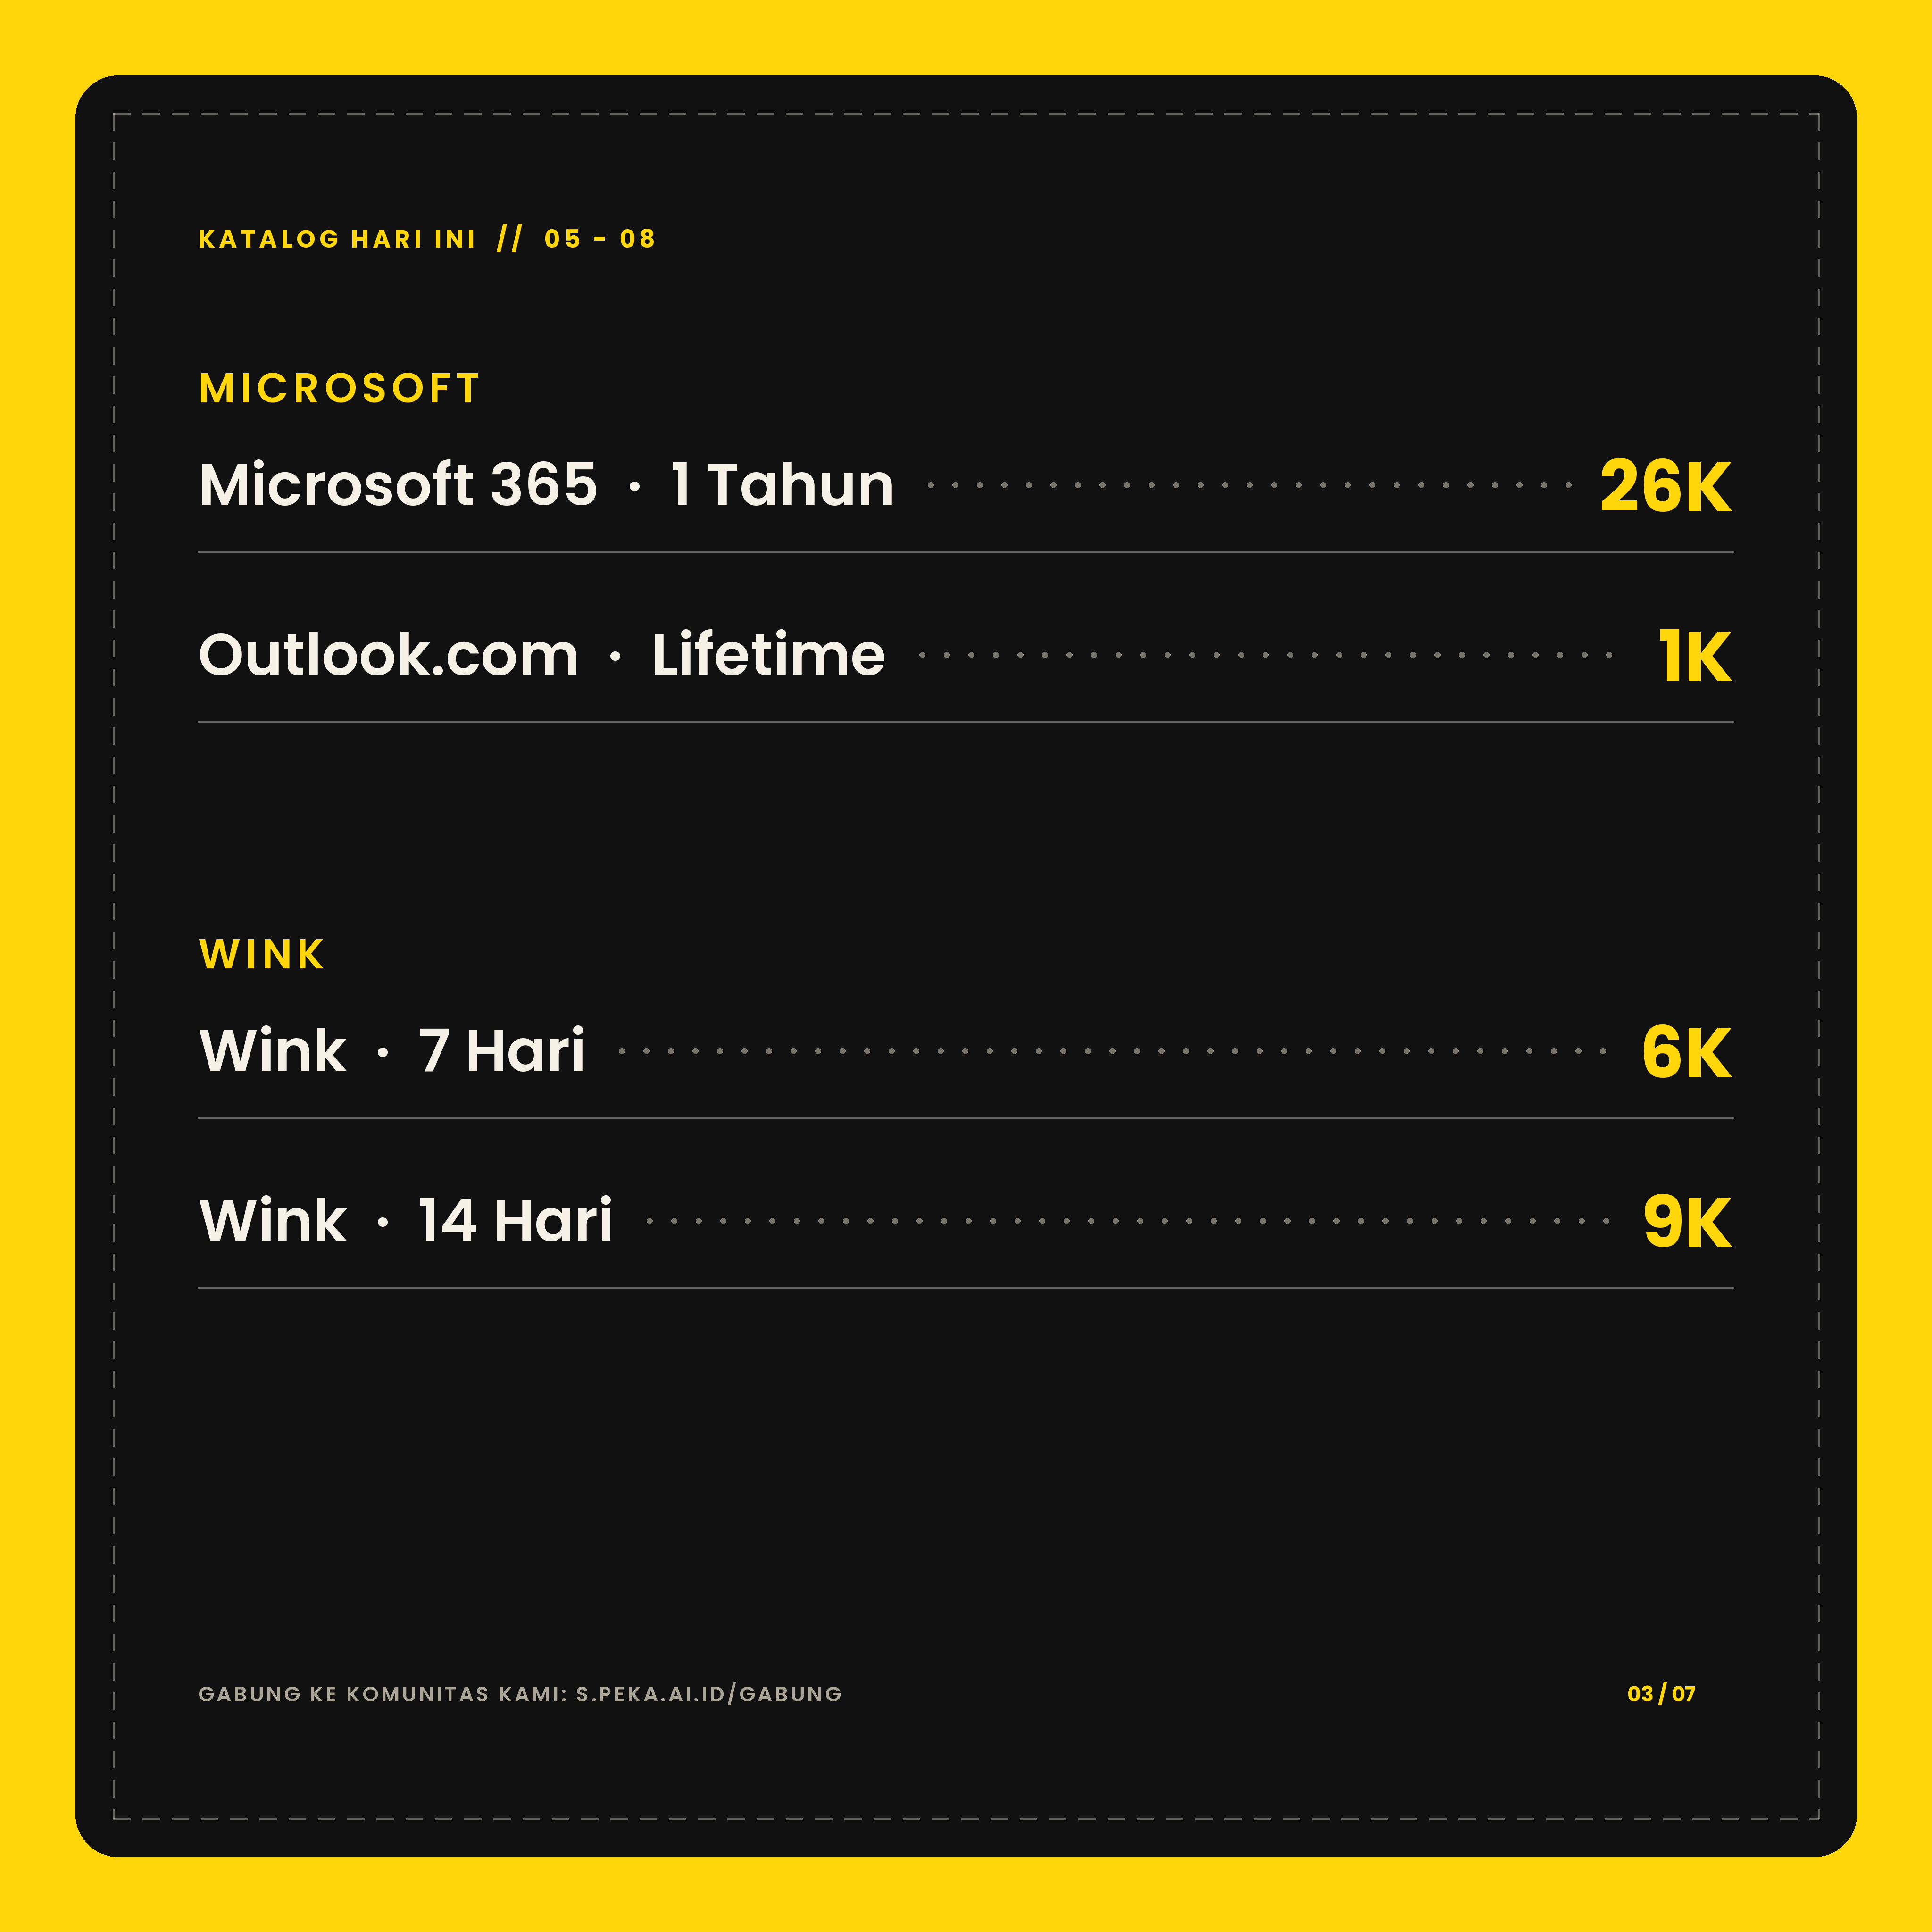 KATALOG HARI INI // 05 - 08
MICROSOFT
Microsoft 365 · 1 Tahun 26K
Outlook.com · Lifetime 1K
WINK
Wink · 7 Hari 6K
Wink · 14 Hari 9K
GABUNG KE KOMUNITAS KAMI: S.PEKA.AI.ID/GABUNG 03 / 07